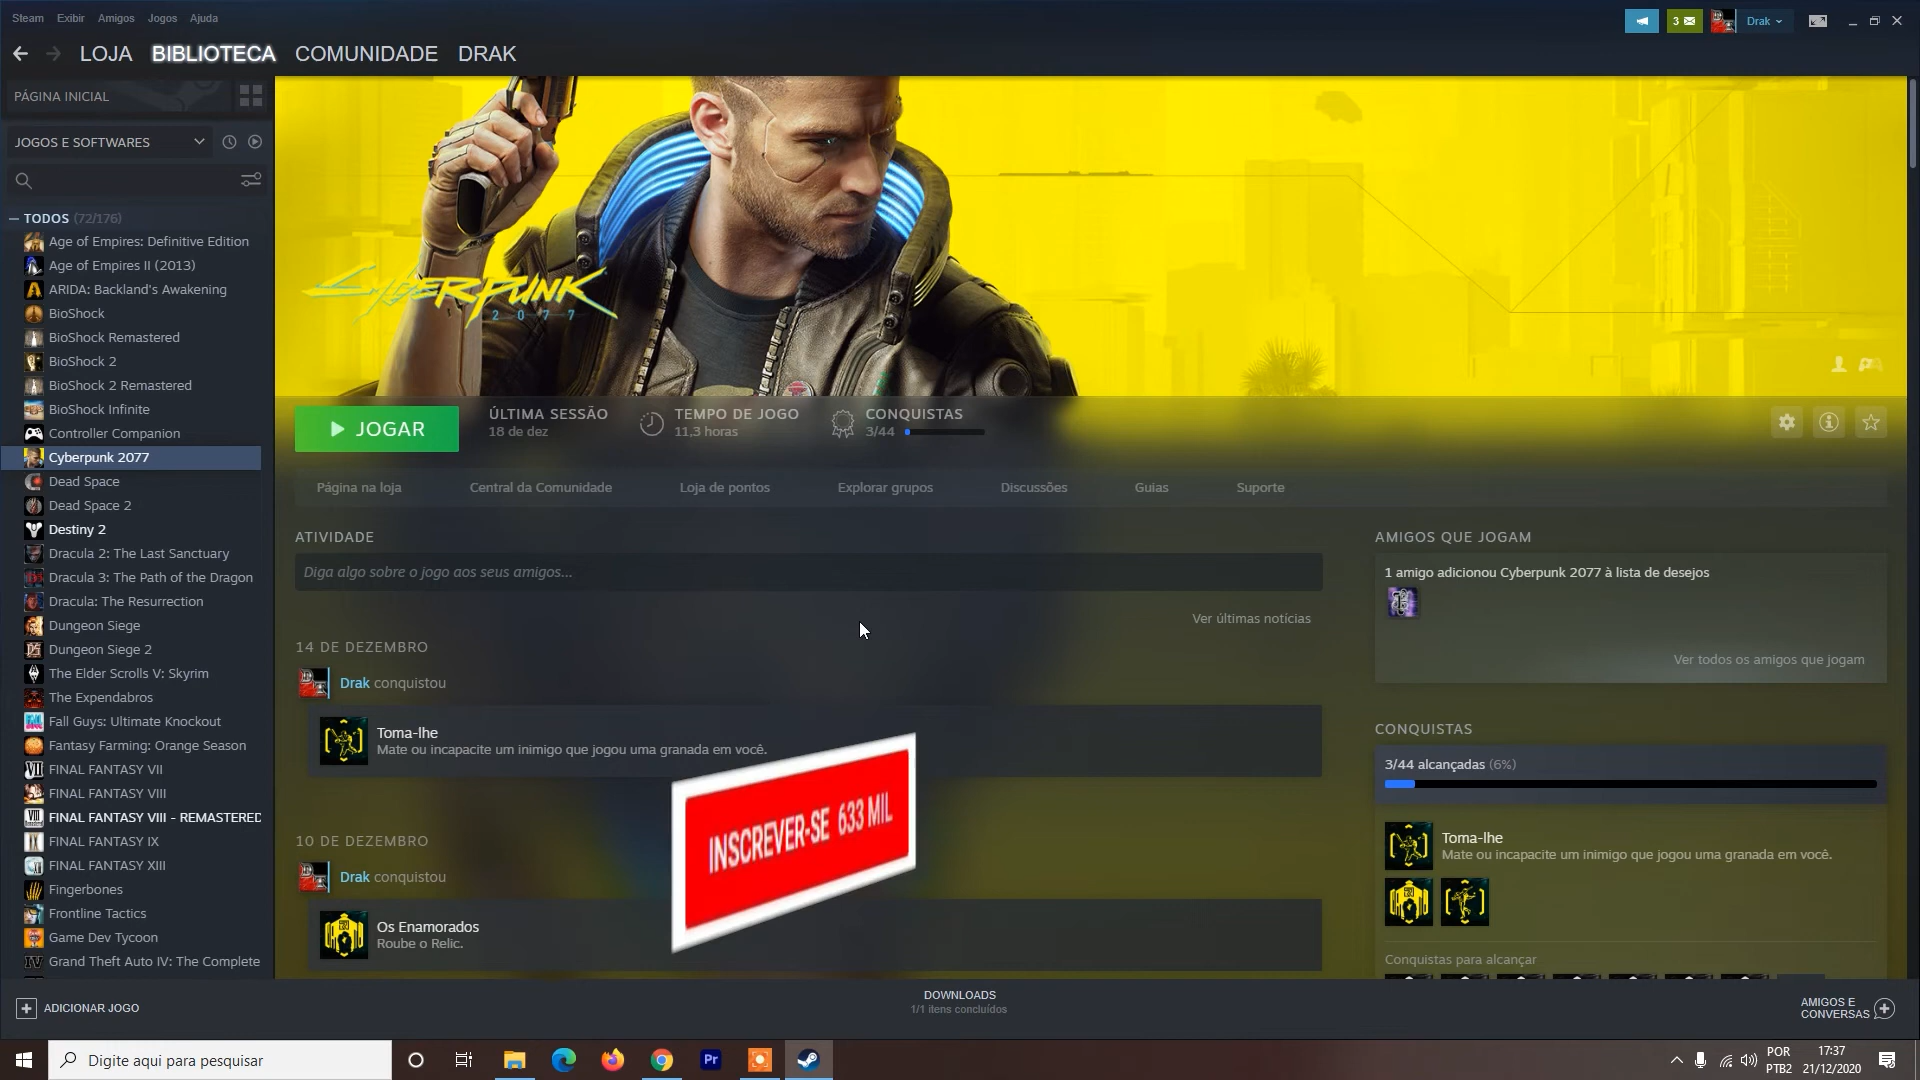 Steam Exibir Amigos Jogos Ajuda
3
Drak
LOJA BIBLIOTECA COMUNIDADE DRAK
PÁGINA INICIAL
JOGOS E SOFTWARES
TODOS (72/176)
Age of Empires: Definitive Edition
Age of Empires II (2013)
ARIDA: Backland's Awakening
BioShock
BioShock Remastered
BioShock 2
BioShock 2 Remastered
BioShock Infinite
Controller Companion
Cyberpunk 2077
Dead Space
Dead Space 2
Destiny 2
Dracula 2: The Last Sanctuary
Dracula 3: The Path of the Dragon
Dracula: The Resurrection
Dungeon Siege
Dungeon Siege 2
The Elder Scrolls V: Skyrim
The Expendabros
Fall Guys: Ultimate Knockout
Fantasy Farming: Orange Season
FINAL FANTASY VII
FINAL FANTASY VIII
FINAL FANTASY VIII - REMASTERED
FINAL FANTASY IX
FINAL FANTASY XIII
Fingerbones
Frontline Tactics
Game Dev Tycoon
Grand Theft Auto IV: The Complete
ADICIONAR JOGO
CYBERPUNK
2077
JOGAR
ÚLTIMA SESSÃO
18 de dez
TEMPO DE JOGO
11,3 horas
CONQUISTAS
3/44
Página na loja Central da Comunidade Loja de pontos Explorar grupos Discussões Guias Suporte
ATIVIDADE
Diga algo sobre o jogo aos seus amigos...
Ver últimas notícias
14 DE DEZEMBRO
Drak conquistou
Toma-lhe
Mate ou incapacite um inimigo que jogou uma granada em você.
INSCREVER-SE 633 MIL
10 DE DEZEMBRO
Drak conquistou
Os Enamorados
Roube o Relic.
AMIGOS QUE JOGAM
1 amigo adicionou Cyberpunk 2077 à lista de desejos
Ver todos os amigos que jogam
CONQUISTAS
3/44 alcançadas (6%)
Toma-lhe
Mate ou incapacite um inimigo que jogou uma granada em você.
Conquistas para alcançar
DOWNLOADS
1/1 itens concluídos
AMIGOS E
CONVERSAS
Digite aqui para pesquisar
Pr
POR
PTB2
17:37
21/12/2020